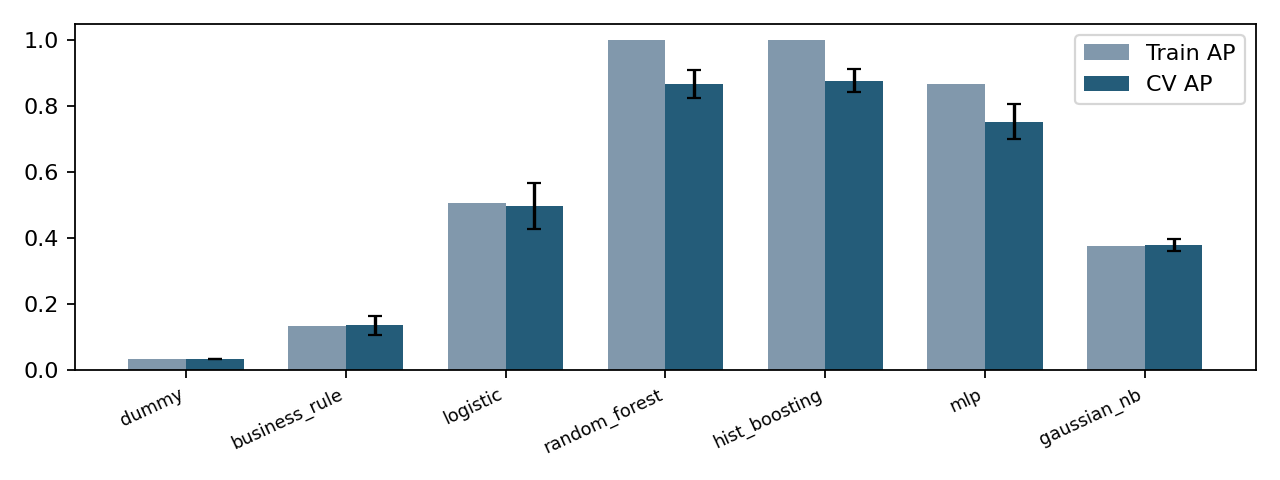 1.0
0.8
0.6
0.4
0.2
0.0
Train AP
CV AP
dummy
business_rule
logistic
random_forest
hist_boosting
mlp
gaussian_nb